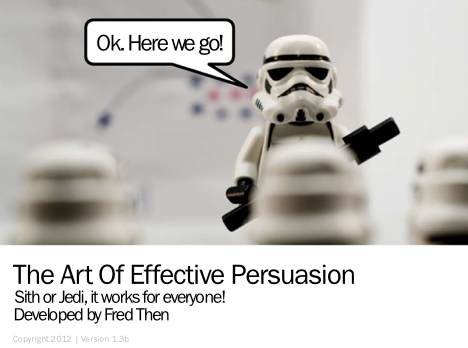 Ok. Here we go!
The Art Of Effective Persuasion
Sith or Jedi, it works for everyone!
Developed by Fred Then
Copyright 2012 | Version 1.3b